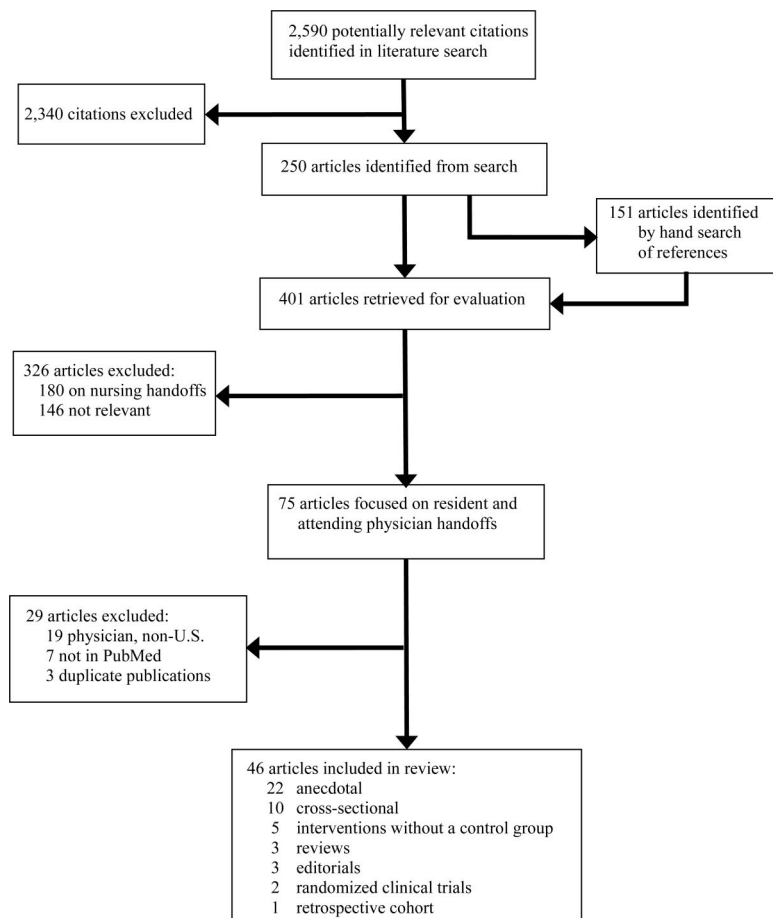 2,590 potentially relevant citations
identified in literature search
2,340 citations excluded
250 articles identified from search
151 articles identified
by hand search
of references
401 articles retrieved for evaluation
326 articles excluded:
180 on nursing handoffs
146 not relevant
75 articles focused on resident and
attending physician handoffs
29 articles excluded:
19 physician, non-U.S.
7 not in PubMed
3 duplicate publications
46 articles included in review:
22 anecdotal
10 cross-sectional
5 interventions without a control group
3 reviews
3 editorials
2 randomized clinical trials
1 retrospective cohort